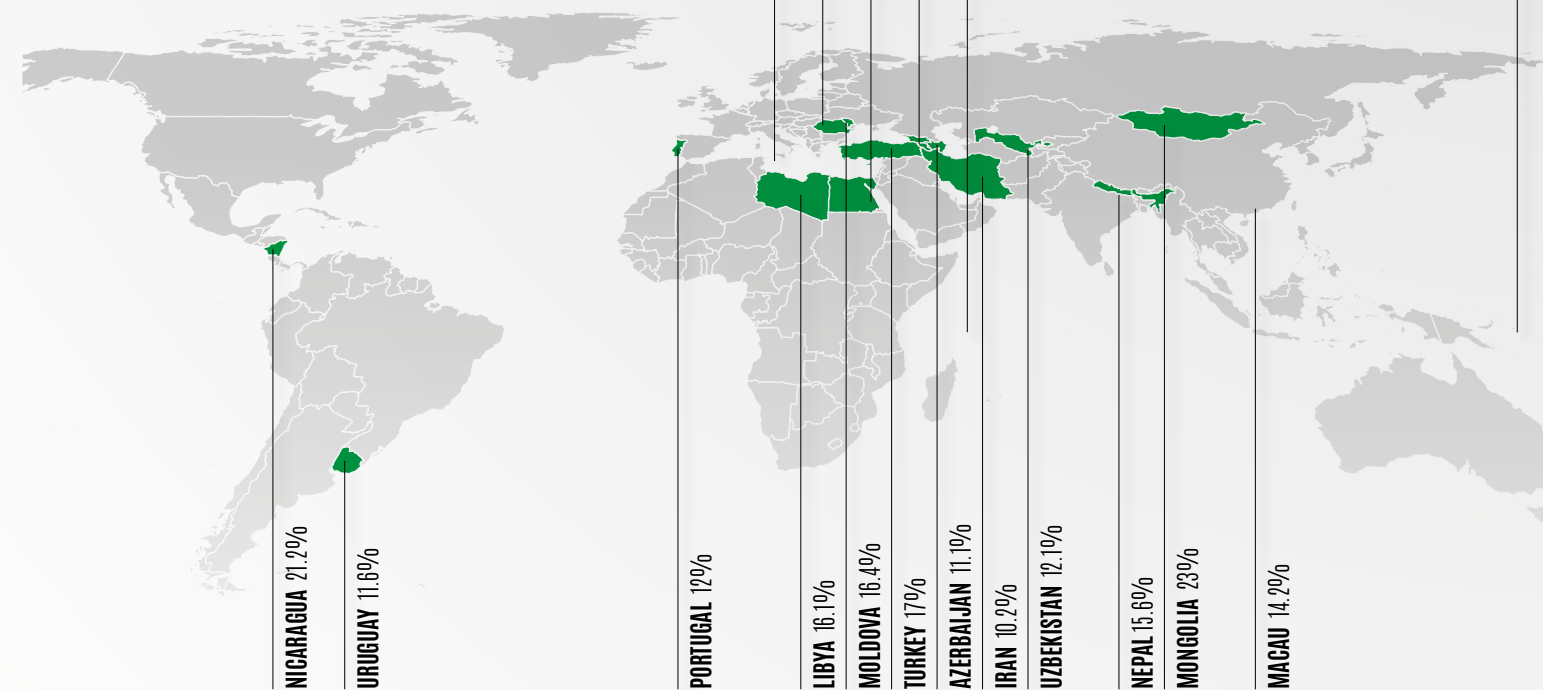 NICARAGUA 21.2%
URUGUAY 11.6%
PORTUGAL 12%
LIBYA 16.1%
MOLDOVA 16.4%
TURKEY 17%
AZERBAIJAN 11.1%
IRAN 10.2%
UZBEKISTAN 12.1%
NEPAL 15.6%
MONGOLIA 23%
MACAU 14.2%